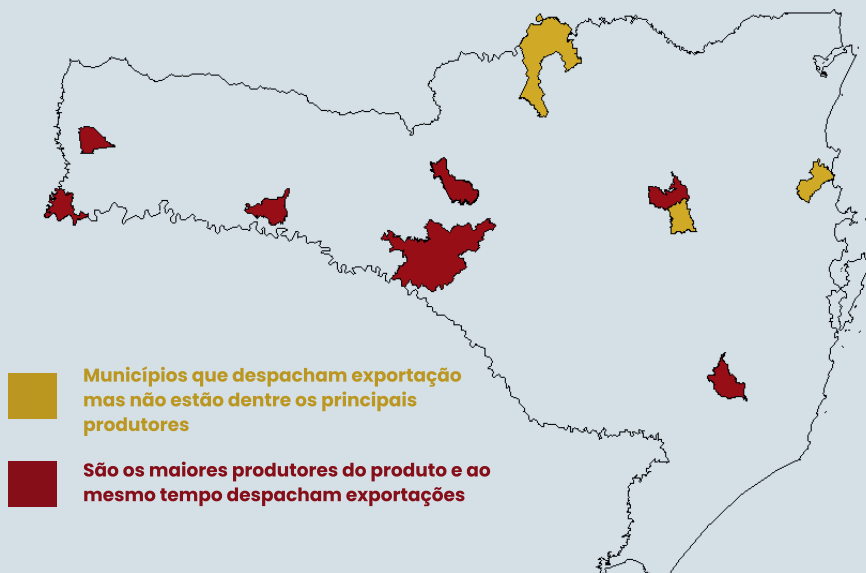 Municípios que despacham exportação
mas não estão dentre os principais
produtores
São os maiores produtores do produto e ao
mesmo tempo despacham exportações